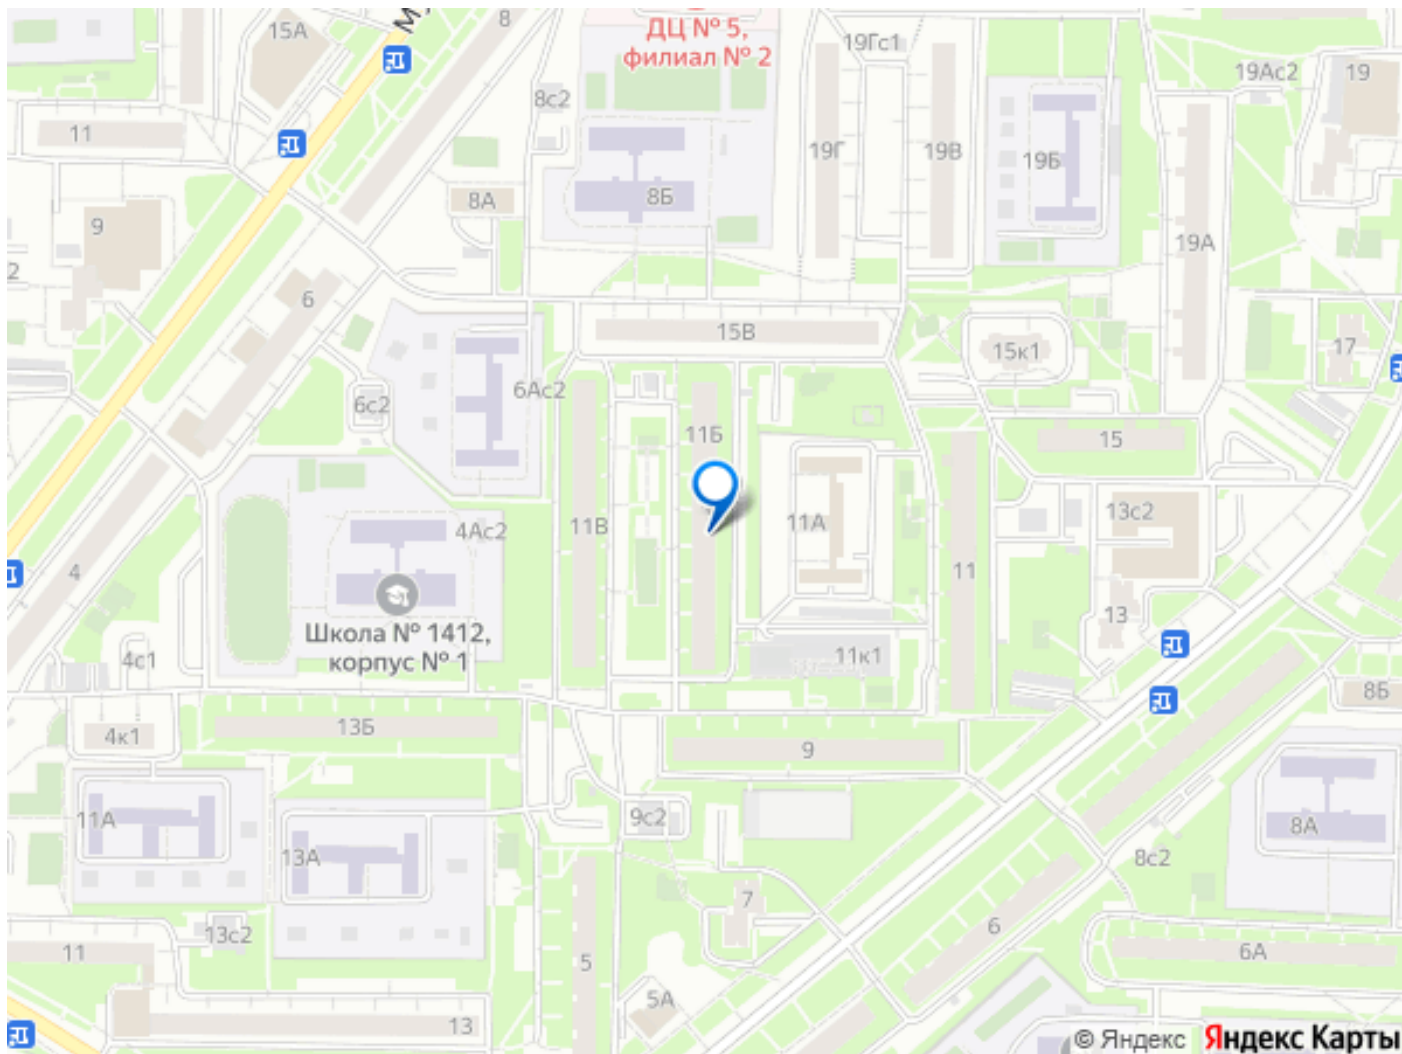 8
15А
ДЦ № 5,
филиал № 2
19Гс1
19Ас2
19
8с2
11
19Г
19В
19Б
8А
8Б
9
19А
2
6
15В
15к1
17
6Ас2
6с2
11Б
15
13с2
11В
11А
4Ас2
4
11
13
Школа № 1412,
корпус № 1
4с1
11к1
8Б
4к1
13Б
9
11А
9с2
8А
13А
8с2
7
6
13с2
11
5
6А
5А
13
© Яндекс
Яндекс Карты